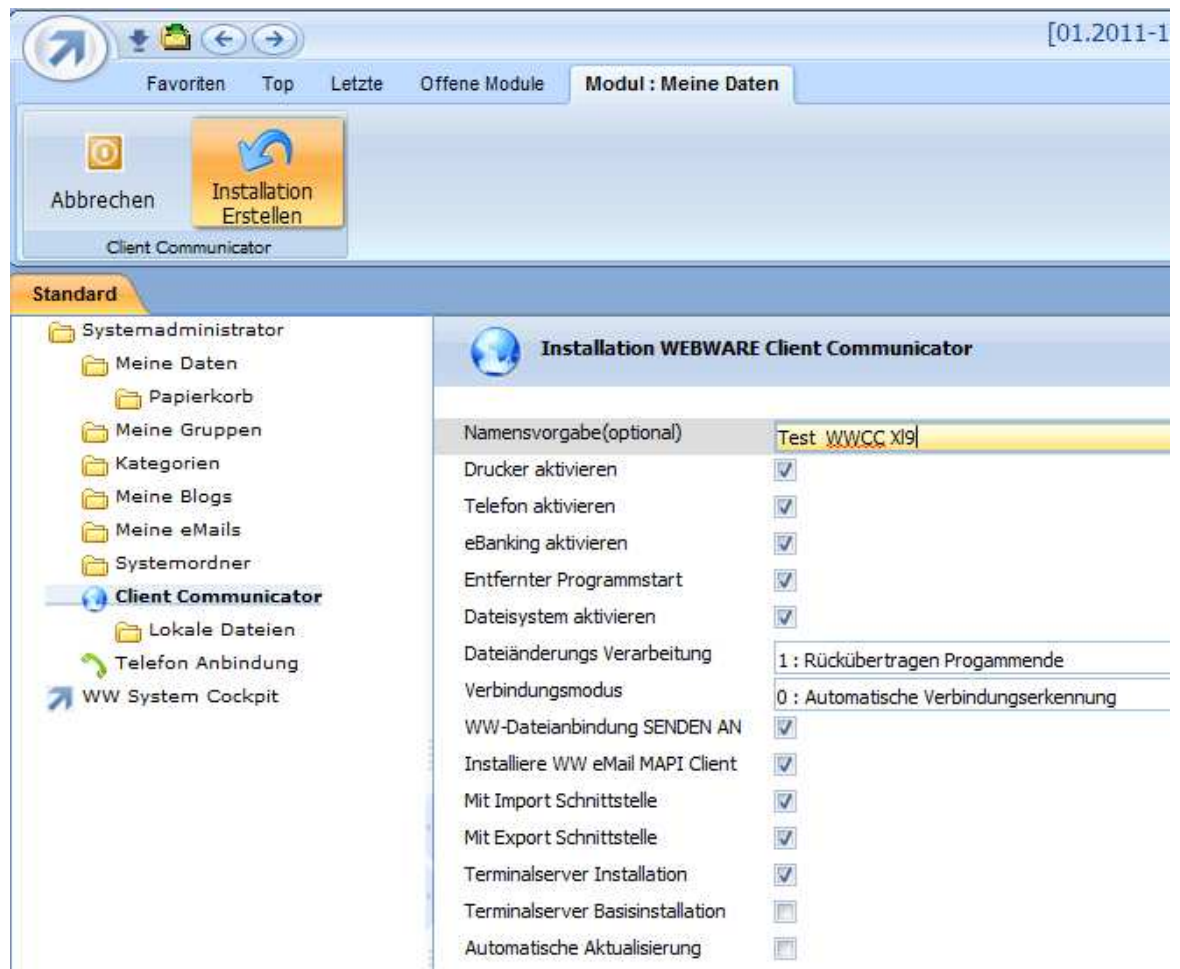 [01.2011-1
Favoriten Top Letzte Offene Module Modul : Meine Daten
Abbrechen
Installation
Erstellen
Client Communicator
Standard
Systemadministrator
Meine Daten
Papierkorb
Meine Gruppen
Kategorien
Meine Blogs
Meine eMails
Systemordner
Client Communicator
Lokale Dateien
Telefon Anbindung
WW System Cockpit
Installation WEBWARE Client Communicator
Namensvorgabe(optional) Test WWCC Xl9
Drucker aktivieren
Telefon aktivieren
eBanking aktivieren
Entfernter Programmstart
Dateisystem aktivieren
Dateiänderungs Verarbeitung 1 : Rückübertragen Progammende
Verbindungsmodus 0 : Automatische Verbindungserkennung
WW-Dateianbindung SENDEN AN
Installiere WW eMail MAPI Client
Mit Import Schnittstelle
Mit Export Schnittstelle
Terminalserver Installation
Terminalserver Basisinstallation
Automatische Aktualisierung